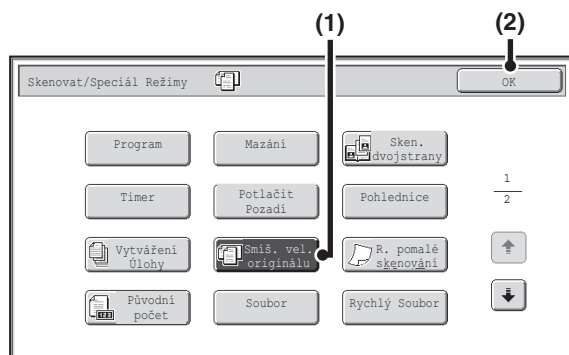 (1) (2)
Skenovat/Speciál Režimy OK
Program Mazání Sken.
dvojstrany
Timer Potlačit
Pozadí Pohlednice
1
2
Vytváření
Úlohy Smíš. vel.
originálu R. pomalé
skenování
Původní
počet Soubor Rychlý Soubor